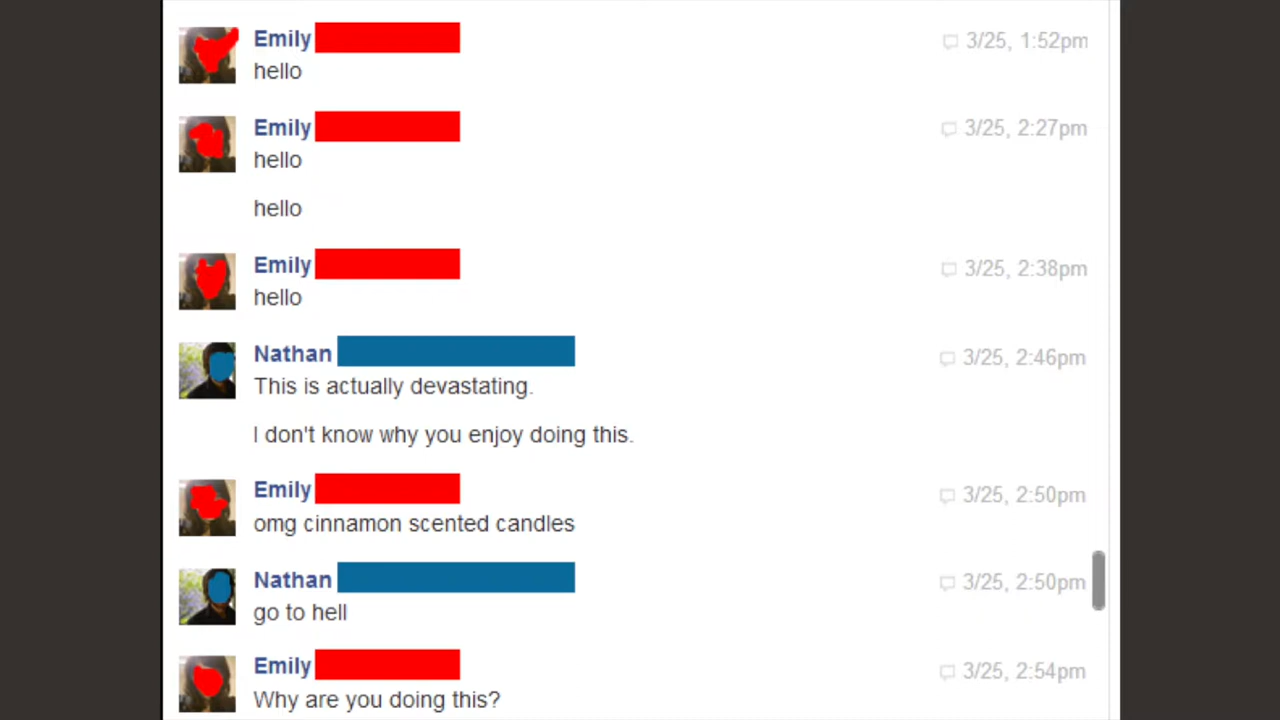 Emily
3/25, 1:52pm
hello
Emily
3/25, 2:27pm
hello
hello
Emily
3/25, 2:38pm
hello
Nathan
3/25, 2:46pm
This is actually devastating.
I don't know why you enjoy doing this.
Emily
3/25, 2:50pm
omg cinnamon scented candles
Nathan
3/25, 2:50pm
go to hell
Emily
3/25, 2:54pm
Why are you doing this?